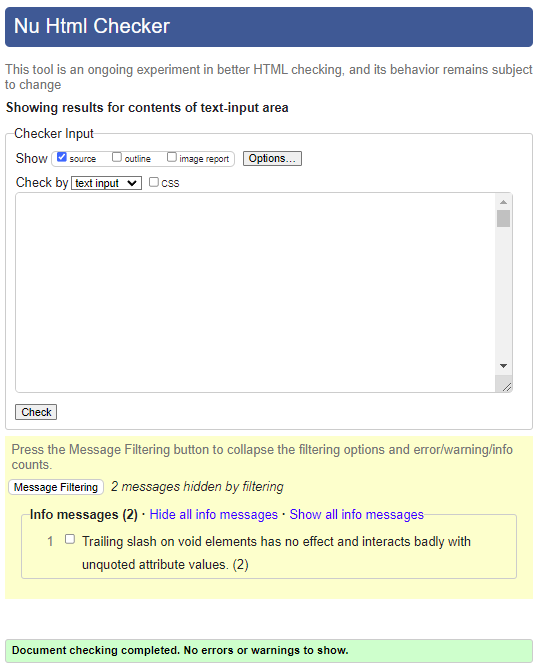 Nu Html Checker
This tool is an ongoing experiment in better HTML checking, and its behavior remains subject
to change
Showing results for contents of text-input area
Checker Input
Show source outline image report Options...
Check by text input CSS
Check
Press the Message Filtering button to collapse the filtering options and error/warning/info
counts.
Message Filtering 2 messages hidden by filtering
Info messages (2) · Hide all info messages · Show all info messages
1 Trailing slash on void elements has no effect and interacts badly with
unquoted attribute values. (2)
Document checking completed. No errors or warnings to show.